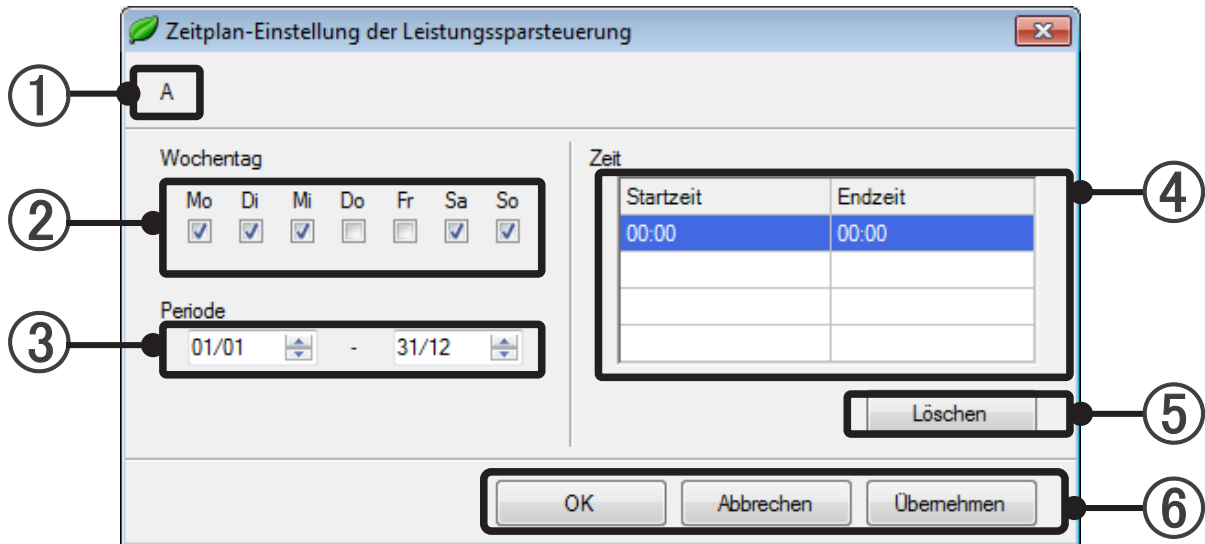 Zeitplan-Einstellung der Leistungssparsteuerung
① A
Wochentag
② Mo Di Mi Do Fr Sa So
Periode
③ 01/01 - 31/12
Zeit
Startzeit Endzeit ④
00:00 00:00
Löschen ⑤
OK Abbrechen Übernehmen ⑥